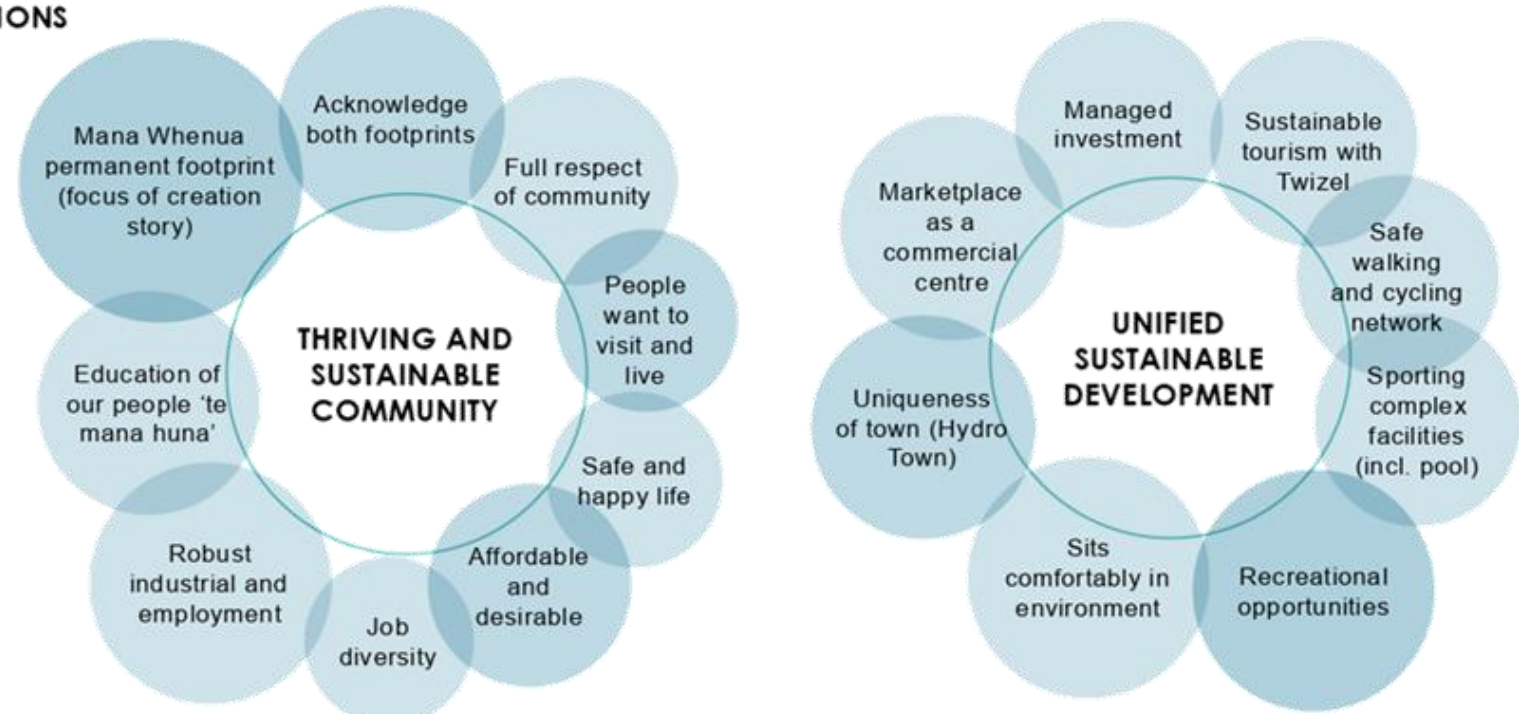 IONS
Mana Whenua
permanent footprint
(focus of creation
story)
Acknowledge
both footprints
Full respect
of community
People
want to
visit and
live
Safe and
happy life
Affordable
and
desirable
Job
diversity
Robust
industrial and
employment
Education of
our people ‘te
mana huna’
THRIVING AND
SUSTAINABLE
COMMUNITY
Managed
investment
Sustainable
tourism with
Twizel
Safe
walking
and cycling
network
Sporting
complex
facilities
(incl. pool)
Recreational
opportunities
Sits
comfortably in
environment
Uniqueness
of town (Hydro
Town)
Marketplace
as a
commercial
centre
UNIFIED
SUSTAINABLE
DEVELOPMENT